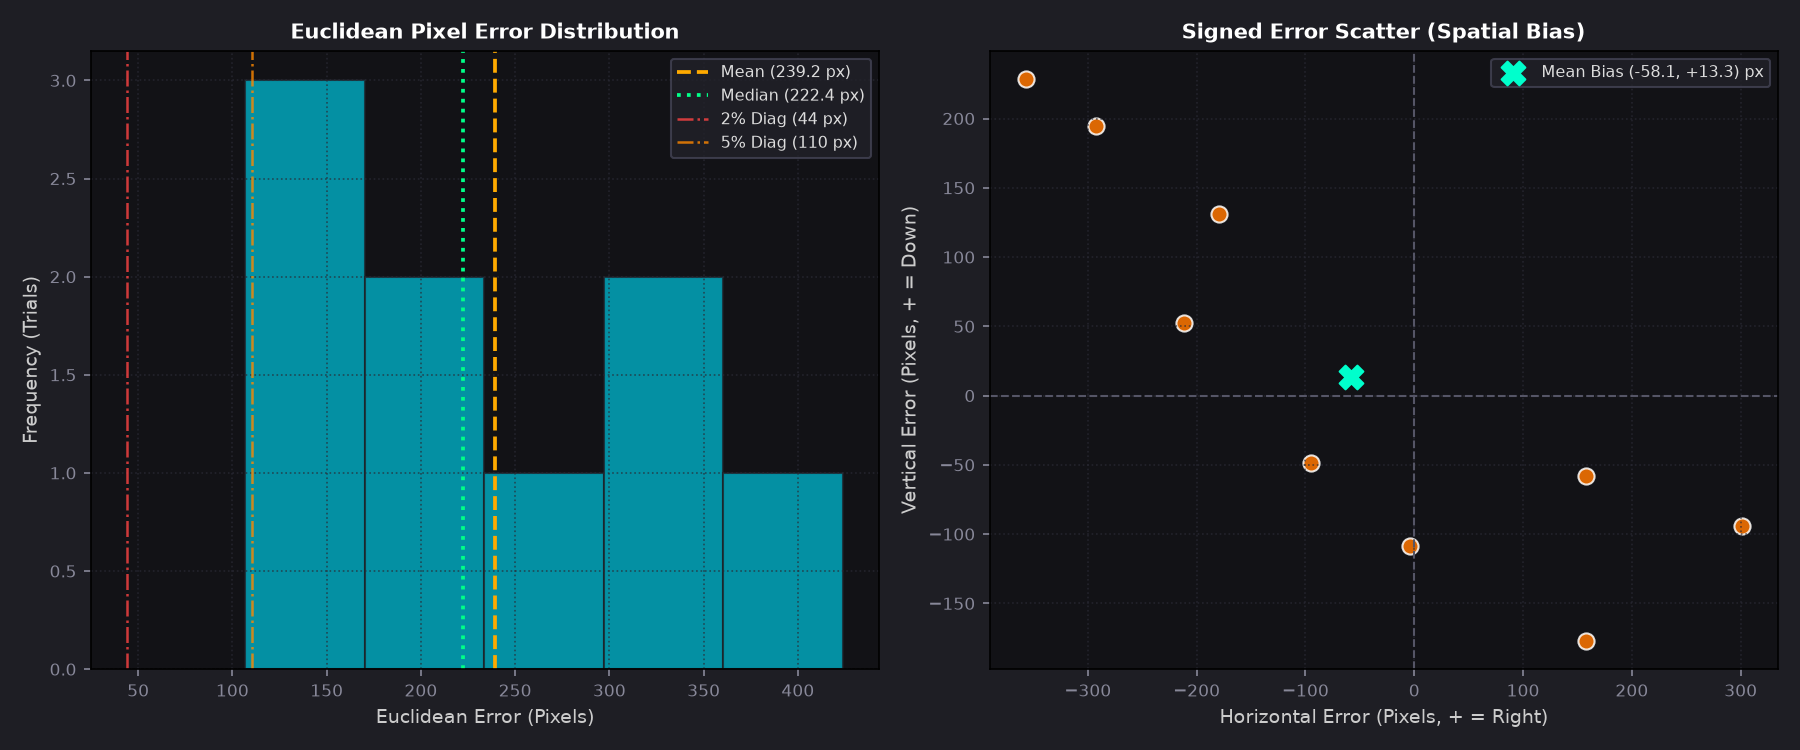 Euclidean Pixel Error Distribution
Mean (239.2 px)
Median (222.4 px)
2% Diag (44 px)
5% Diag (110 px)
Frequency (Trials)
3.0
2.5
2.0
1.5
1.0
0.5
0.0
50 100 150 200 250 300 350 400
Euclidean Error (Pixels)
Signed Error Scatter (Spatial Bias)
Mean Bias (-58.1, +13.3) px
Vertical Error (Pixels, + = Down)
200
150
100
50
0
−50
−100
−150
−300 −200 −100 0 100 200 300
Horizontal Error (Pixels, + = Right)